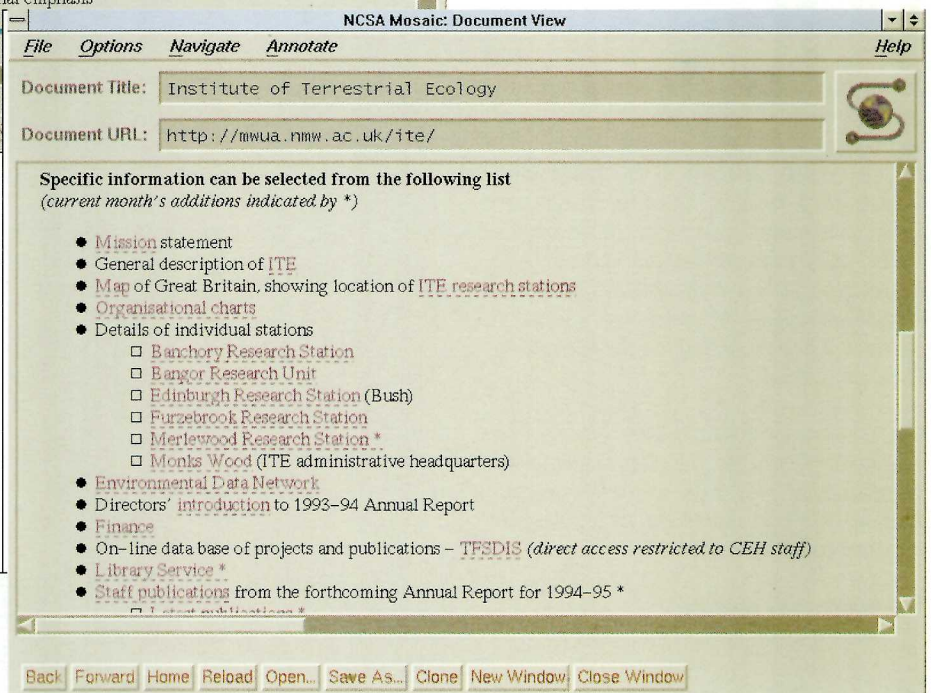 emphasis
NCSA Mosaic: Document View
File Options Navigate Annotate Help
Document Title: Institute of Terrestrial Ecology
Document URL: http://mwua.nmw.ac.uk/ite/
Specific information can be selected from the following list
(current month's additions indicated by *)
● Mission statement
● General description of ITE
● Map of Great Britain, showing location of ITE research stations
● Organisational charts
● Details of individual stations
□ Banchory Research Station
□ Bangor Research Unit
□ Edinburgh Research Station (Bush)
□ Furzebrook Research Station
□ Merlewood Research Station *
□ Monks Wood (ITE administrative headquarters)
● Environmental Data Network
● Directors' introduction to 1993-94 Annual Report
● Finance
● On-line data base of projects and publications – TFSDIS (direct access restricted to CEH staff)
● Library Service *
● Staff publications from the forthcoming Annual Report for 1994-95 *
□ Latest publications *
Back Forward Home Reload Open... Save As... Clone New Window Close Window